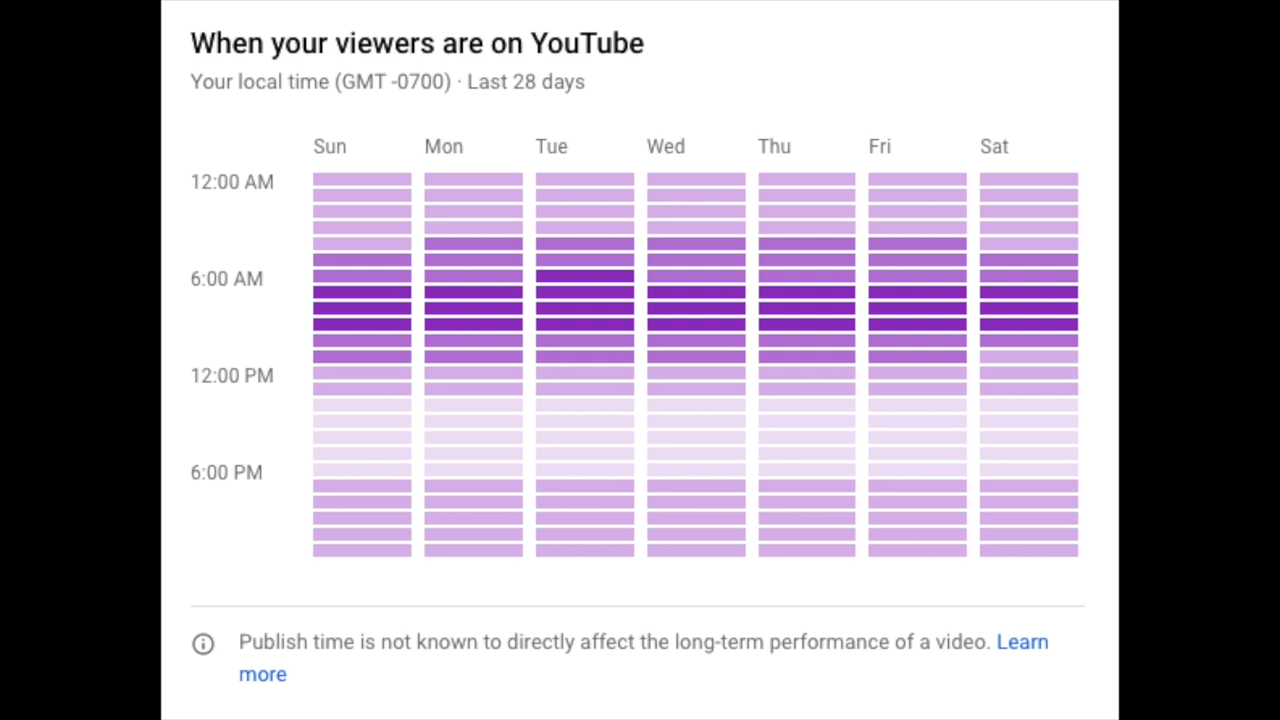 When your viewers are on YouTube
Your local time (GMT -0700) · Last 28 days
Sun Mon Tue Wed Thu Fri Sat
12:00 AM
6:00 AM
12:00 PM
6:00 PM
Publish time is not known to directly affect the long-term performance of a video. Learn
more